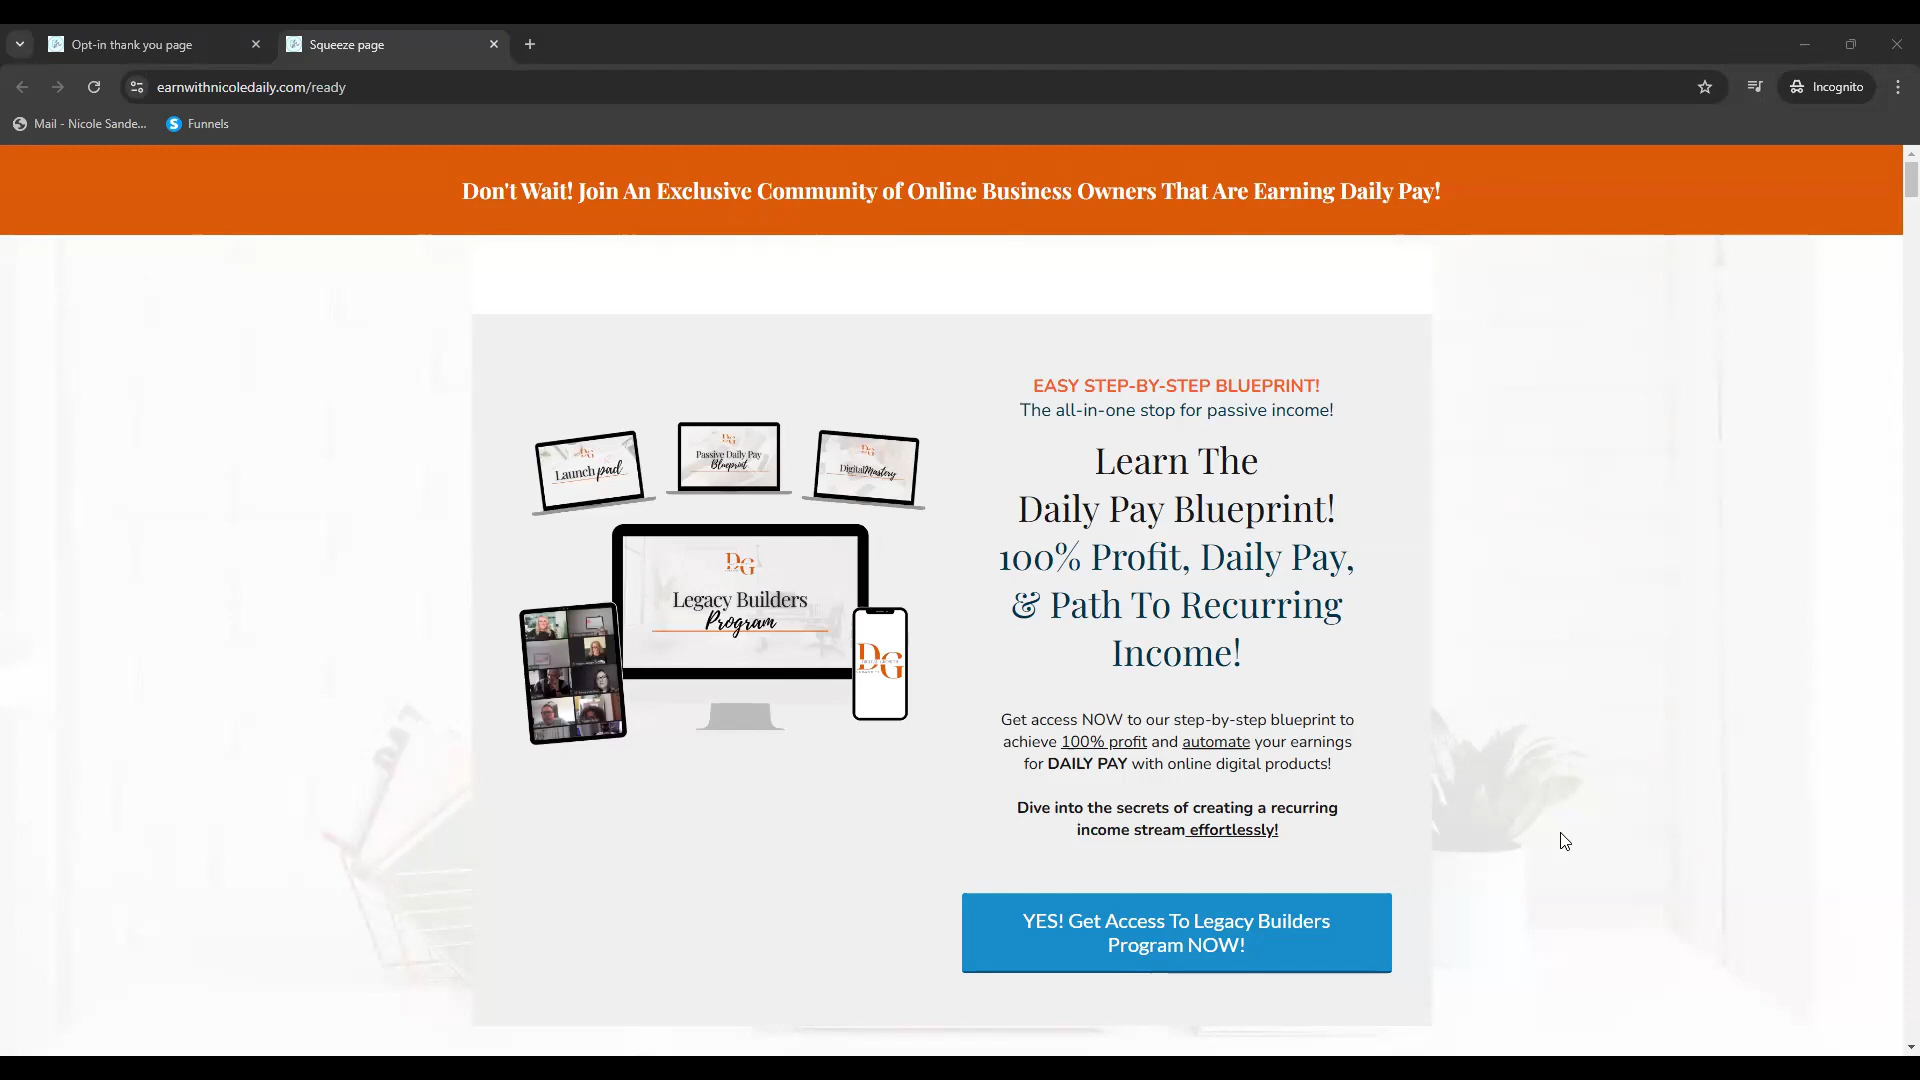 Opt-in thank you page
Squeeze page
earnwithnicoledaily.com/ready
Incognito
Mail - Nicole Sande...
Funnels
Don't Wait! Join An Exclusive Community of Online Business Owners That Are Earning Daily Pay!
EASY STEP-BY-STEP BLUEPRINT!
The all-in-one stop for passive income!
Learn The
Daily Pay Blueprint!
100% Profit, Daily Pay,
& Path To Recurring
Income!
Get access NOW to our step-by-step blueprint to
achieve 100% profit and automate your earnings
for DAILY PAY with online digital products!
Dive into the secrets of creating a recurring
income stream effortlessly!
YES! Get Access To Legacy Builders
Program NOW!
DG
Launch pad
DG
Passive Daily Pay
Blueprint
DG
Digital Mastery
DG
Legacy Builders
Program
DG